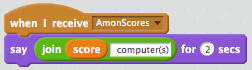 when I receive AmonScores
say join score computer(s) for 2 secs